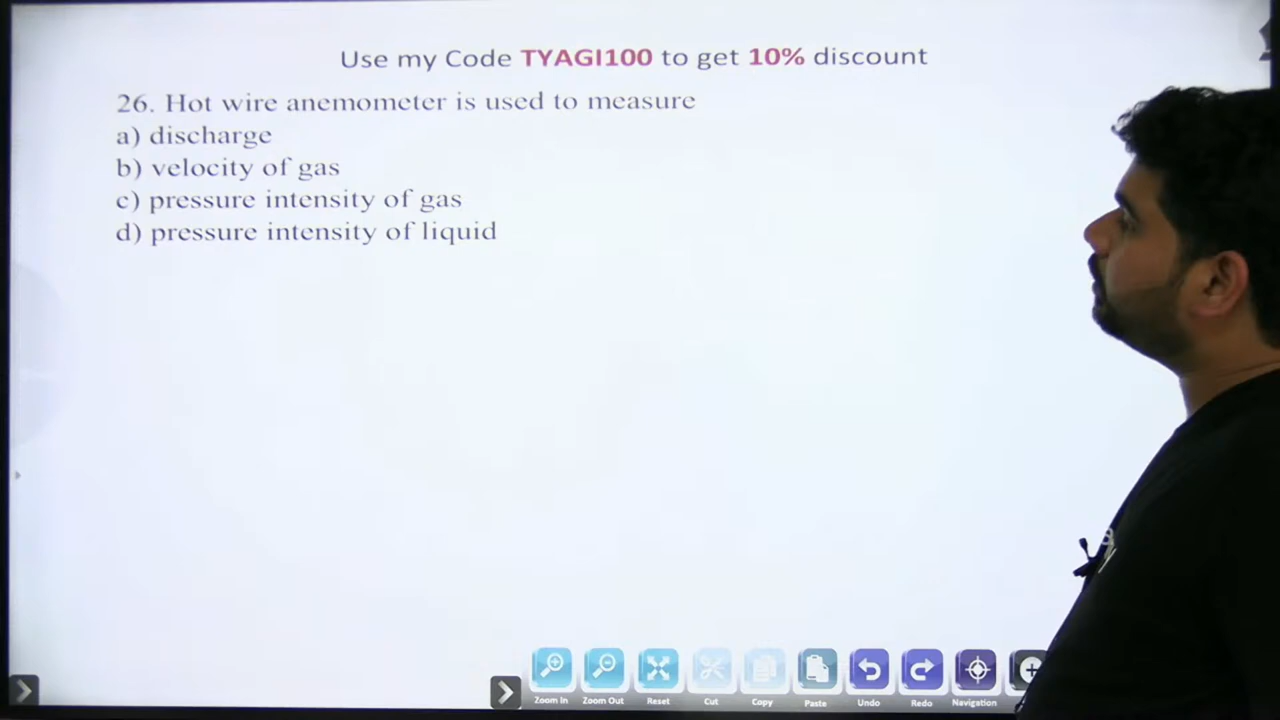 Use my Code TYAGI100 to get 10% discount
26. Hot wire anemometer is used to measure
a) discharge
b) velocity of gas
c) pressure intensity of gas
d) pressure intensity of liquid
Zoom In Zoom Out Reset Cut Copy Paste Undo Redo Navigation